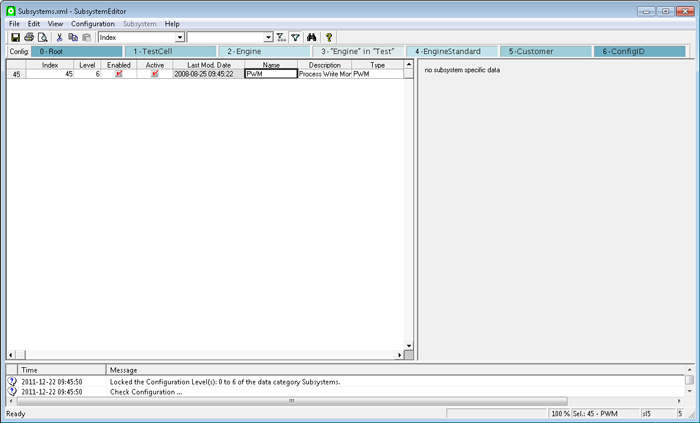 Subsystems.xml - SubsystemEditor
File Edit View Configuration Subsystem Help
Index
Config: 0 - Root 1 - TestCell 2 - Engine 3 - "Engine" in "Test" 4 - EngineStandard 5 - Customer 6 - ConfigID
Index Level Enabled Active Last Mod. Date Name Description Type
45 45 6 2008-08-25 09:45:22 PWM Process Write Mor PWM
no subsystem specific data
Time Message
2011-12-22 09:45:50 Locked the Configuration Level(s): 0 to 6 of the data category Subsystems.
2011-12-22 09:45:50 Check Configuration ...
Ready 100 % Sel.: 45 - PWM sl5 5